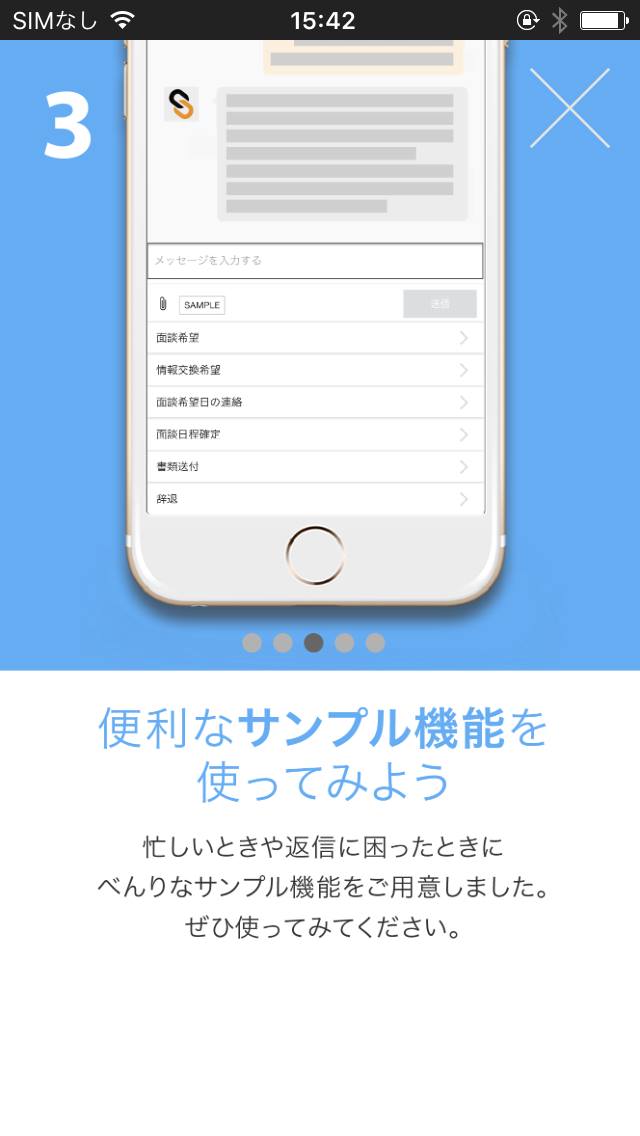 SIMなし 15:42
3
メッセージを入力する
SAMPLE 送信
面談希望
情報交換希望
面談希望日の連絡
面談日程確定
書類送付
辞退
便利なサンプル機能を
使ってみよう
忙しいときや返信に困ったときに
べんりなサンプル機能をご用意しました。
ぜひ使ってみてください。